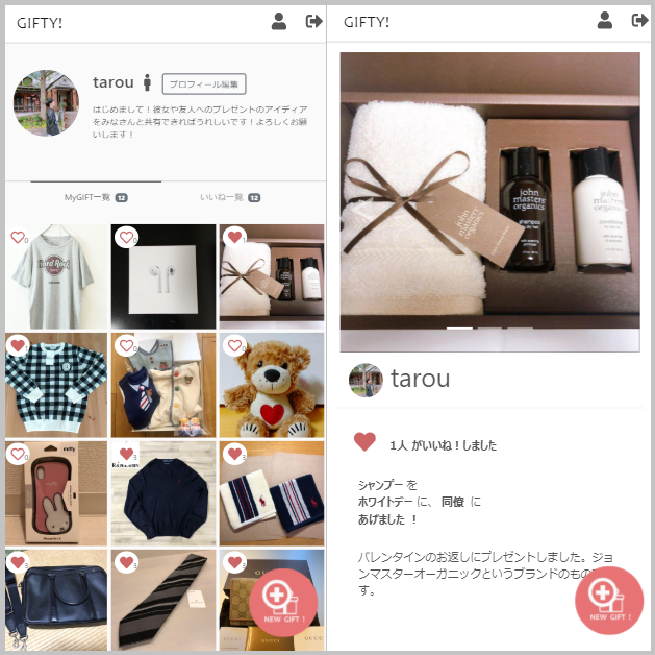 GIFTY!
tarou
プロフィール編集
はじめまして！彼女や友人へのプレゼントのアイディア
をみなさんと共有できればうれしいです！よろしくお願
いします！
MyGIFT一覧 12
いいね一覧 12
Hard Rock
0
0
1
1
0
0
0
3
3
miffy
GUCCI
NEW GIFT !
GIFTY!
john
masters
organics
john
masters
organics
shampoo
john
masters
organics
tarou
1人 がいいね！しました
シャンプー を
ホワイトデー に、 同僚 に
あげました ！
バレンタインのお返しにプレゼントしました。ジョ
ンマスターオーガニックというブランドのもの
す。
NEW GIFT !